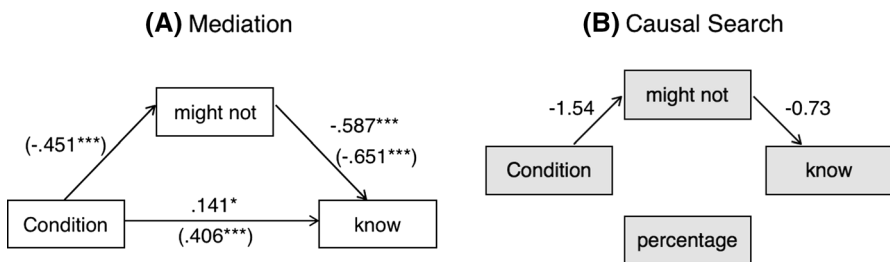 (A) Mediation
might not
(-.451***)
-.587***
(-.651***)
Condition
.141*
(.406***)
know
(B) Causal Search
might not
-1.54
-0.73
Condition
know
percentage